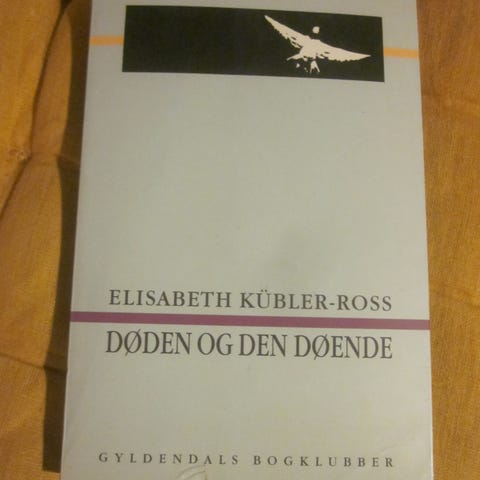 ELISABETH KÜBLER-ROSS
DØDEN OG DEN DØENDE
GYLDENDALS BOGKLUBBER